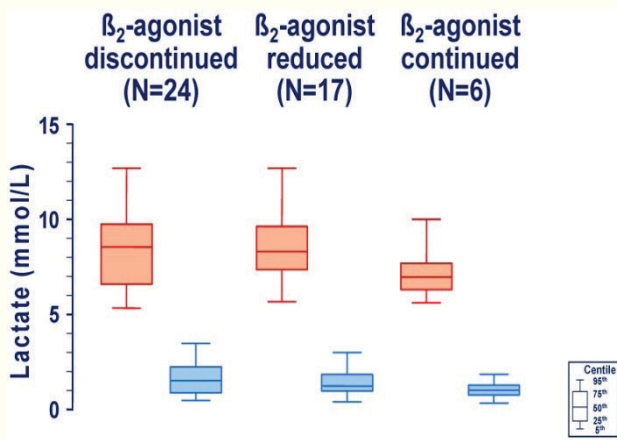 ß₂-agonist discontinued (N=24)
ß₂-agonist reduced (N=17)
ß₂-agonist continued (N=6)
Lactate (mmol/L)
15
10
5
0
Centile
95th
75th
50th
25th
5th